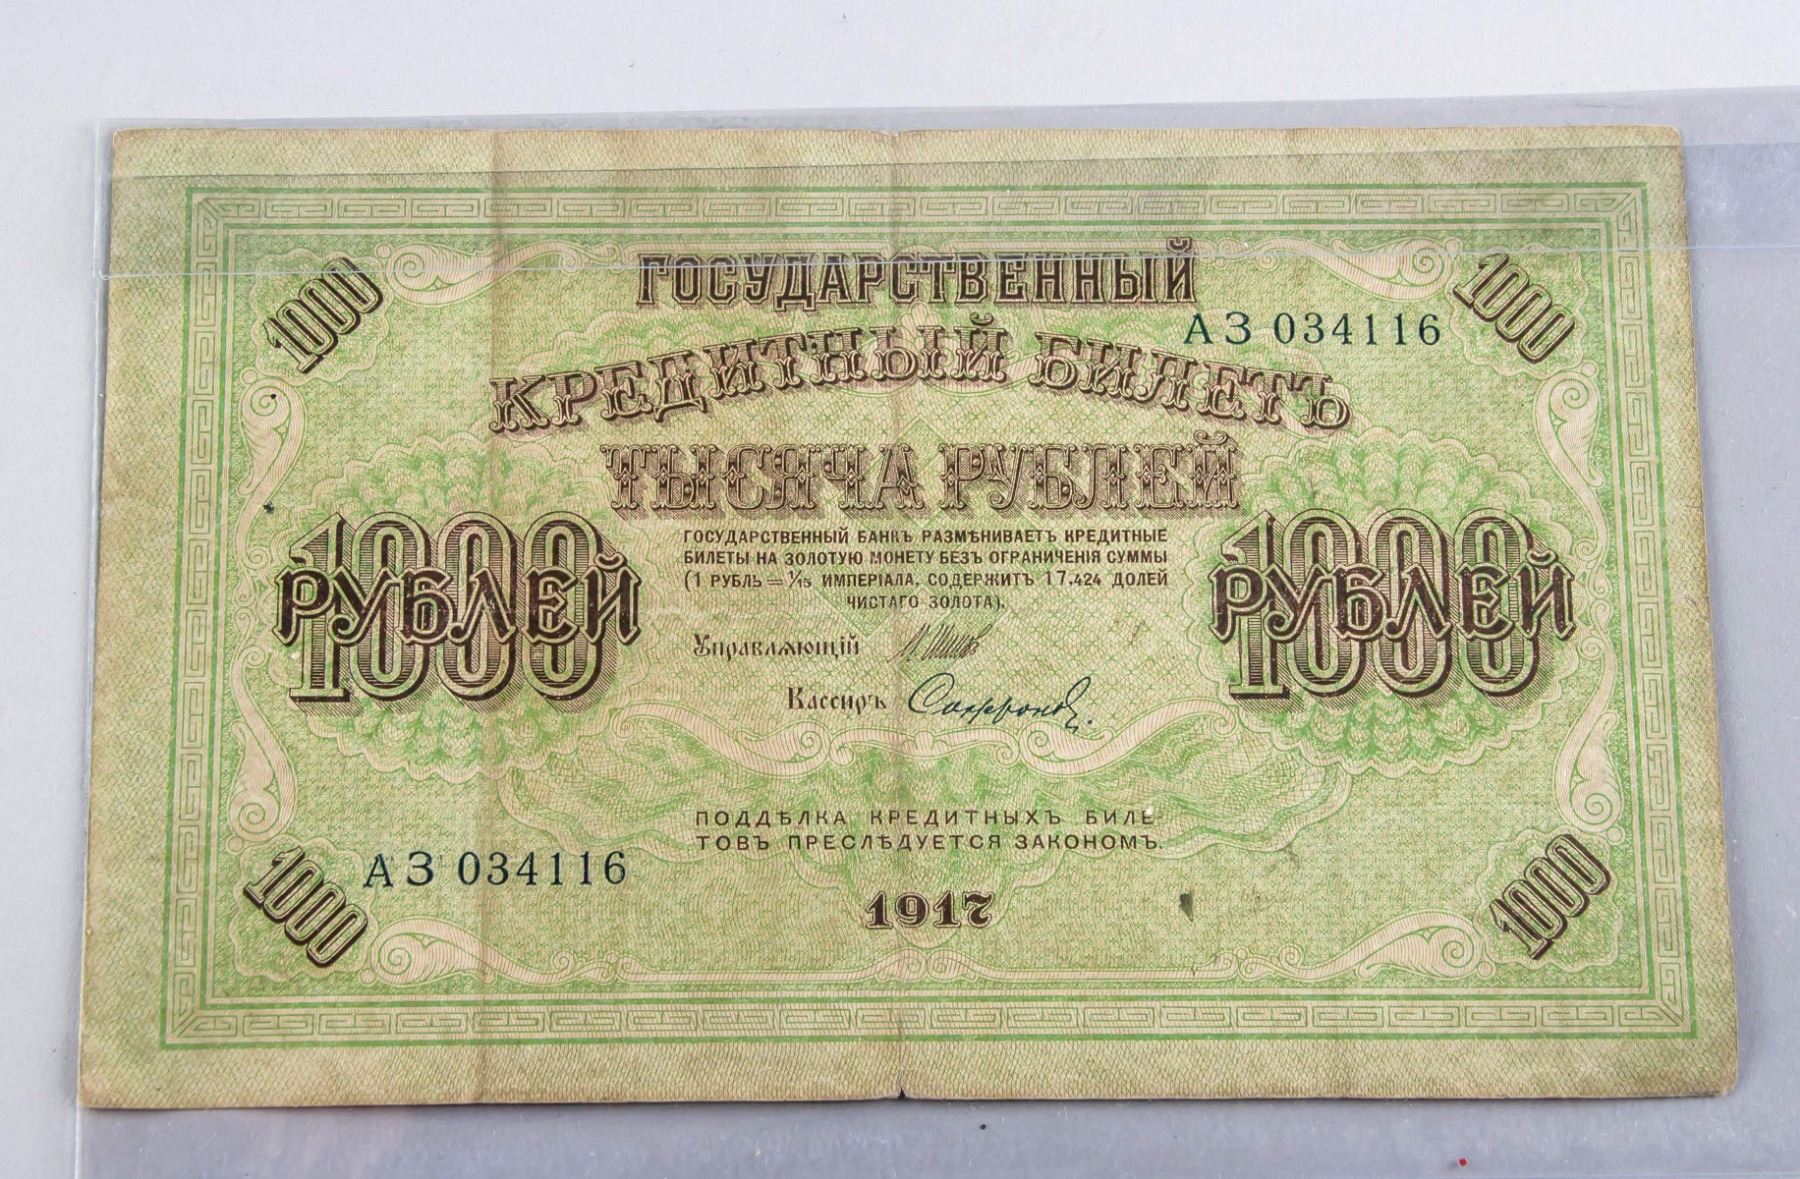 1000
ГОСУДАРСТВЕННЫЙ
1000
АЗ 034116
КРЕДИТНЫЙ БИЛЕТЪ
ТЫСЯЧА РУБЛЕЙ
1000
РУБЛЕЙ
1000
РУБЛЕЙ
ГОСУДАРСТВЕННЫЙ БАНКЪ РАЗМѢНИВАЕТЪ КРЕДИТНЫЕ
БИЛЕТЫ НА ЗОЛОТУЮ МОНЕТУ БЕЗЪ ОГРАНИЧЕНІЯ СУММЫ
(1 РУБЛЬ = 1/15 ИМПЕРІАЛА, СОДЕРЖИТЪ 17,424 ДОЛЕЙ
ЧИСТАГО ЗОЛОТА).
Управляющій И. Шипов
Кассиръ Сафронов
ПОДДѢЛКА КРЕДИТНЫХЪ БИЛЕ-
ТОВЪ ПРЕСЛѢДУЕТСЯ ЗАКОНОМЪ.
АЗ 034116
1000
1917
1000